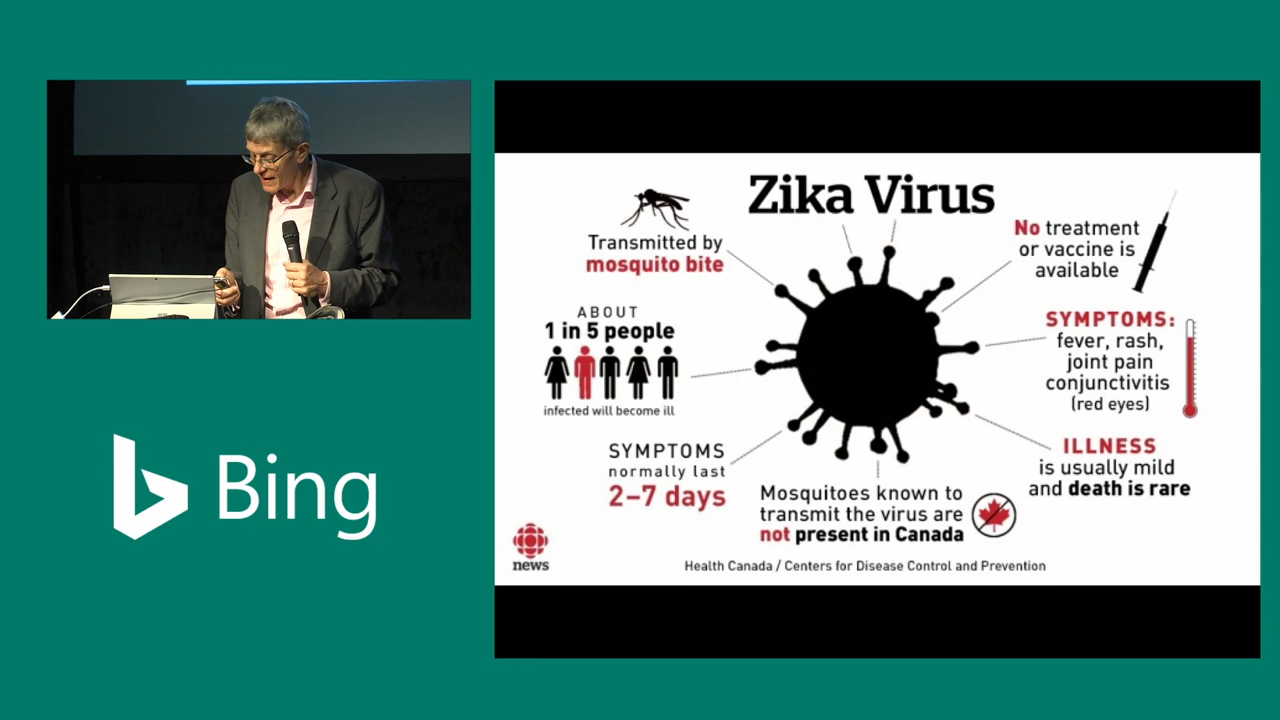 Bing
Zika Virus
Transmitted by
mosquito bite
No treatment
or vaccine is
available
ABOUT
1 in 5 people
infected will become ill
SYMPTOMS:
fever, rash,
joint pain
conjunctivitis
(red eyes)
SYMPTOMS
normally last
2–7 days
ILLNESS
is usually mild
and death is rare
Mosquitoes known to
transmit the virus are
not present in Canada
news
Health Canada / Centers for Disease Control and Prevention